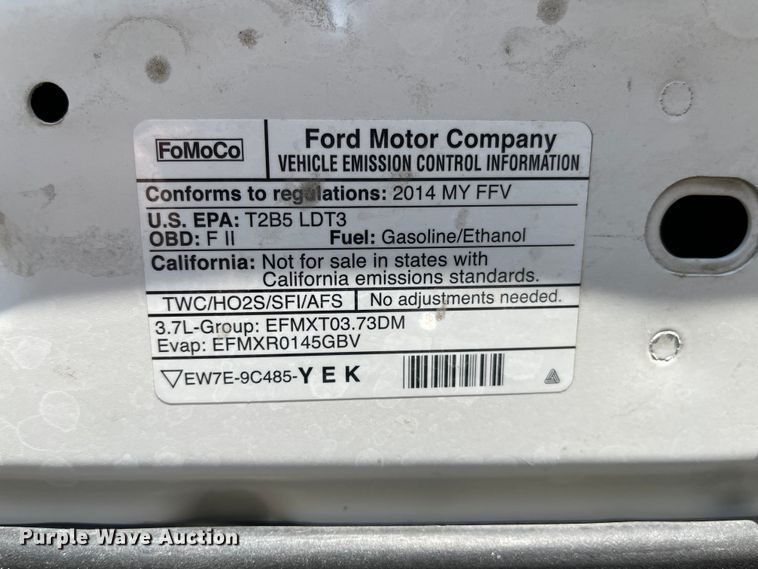 FoMoCo
Ford Motor Company
VEHICLE EMISSION CONTROL INFORMATION
Conforms to regulations: 2014 MY FFV
U.S. EPA: T2B5 LDT3
OBD: F II Fuel: Gasoline/Ethanol
California: Not for sale in states with
California emissions standards.
TWC/HO2S/SFI/AFS No adjustments needed.
3.7L-Group: EFMXT03.73DM
Evap: EFMXR0145GBV
EW7E-9C485-YEK
Purple Wave Auction